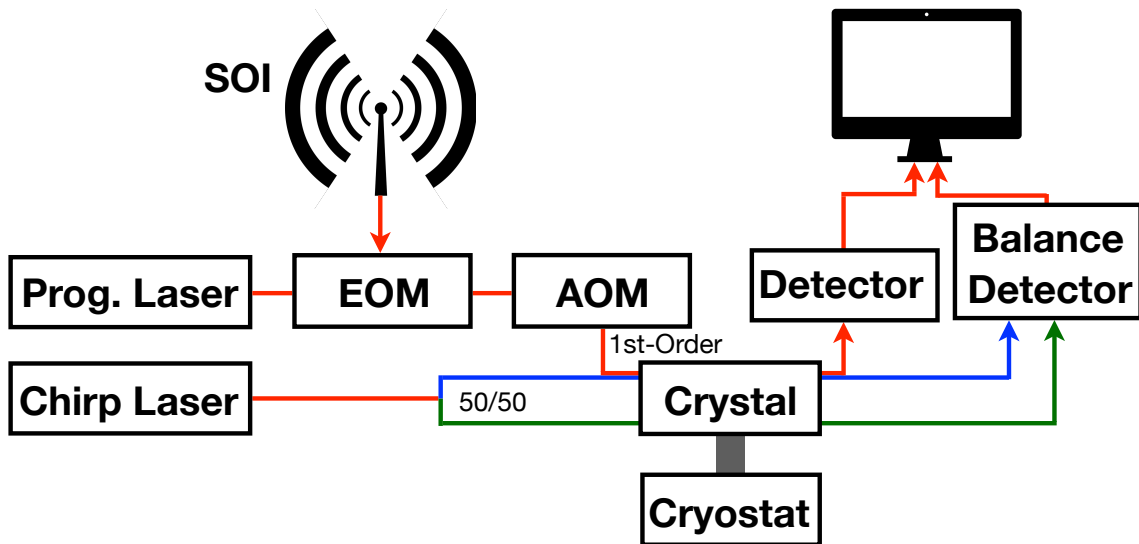 SOI
Prog. Laser
EOM
AOM
Detector
Balance
Detector
1st-Order
Chirp Laser
50/50
Crystal
Cryostat